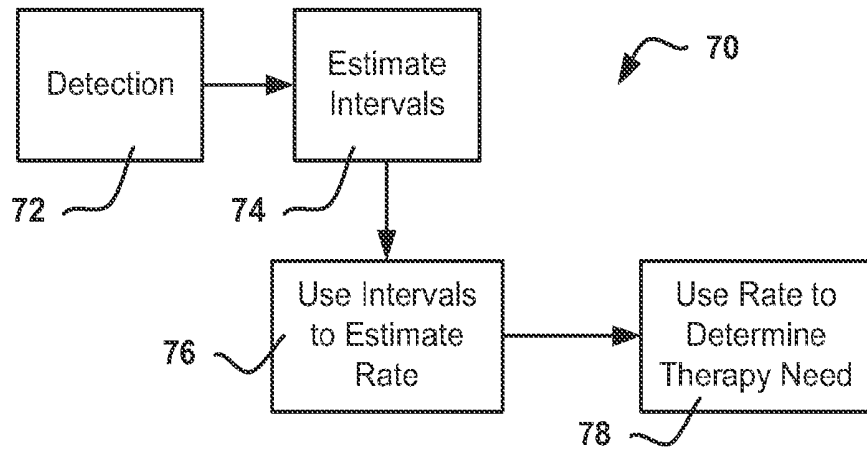 Detection
72
Estimate
Intervals
74
70
Use Intervals
to Estimate
Rate
76
Use Rate to
Determine
Therapy Need
78